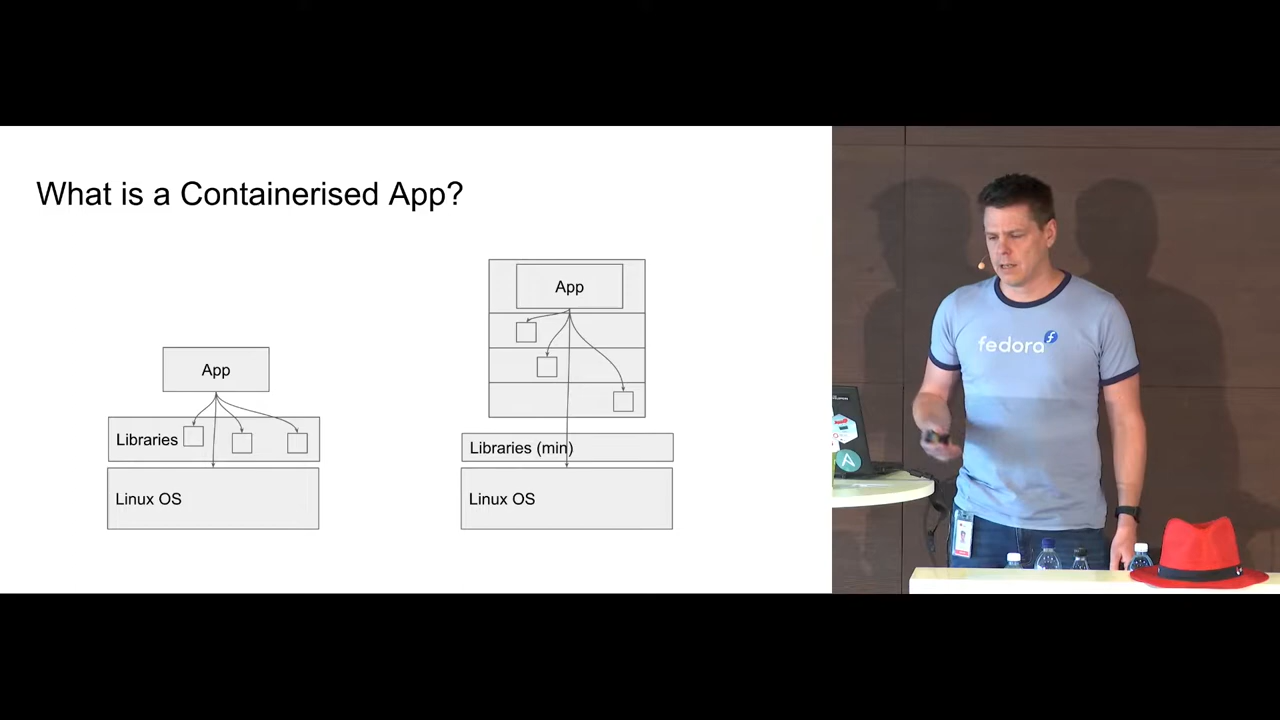 What is a Containerised App?
App
Libraries
Linux OS
App
Libraries (min)
Linux OS
fedora